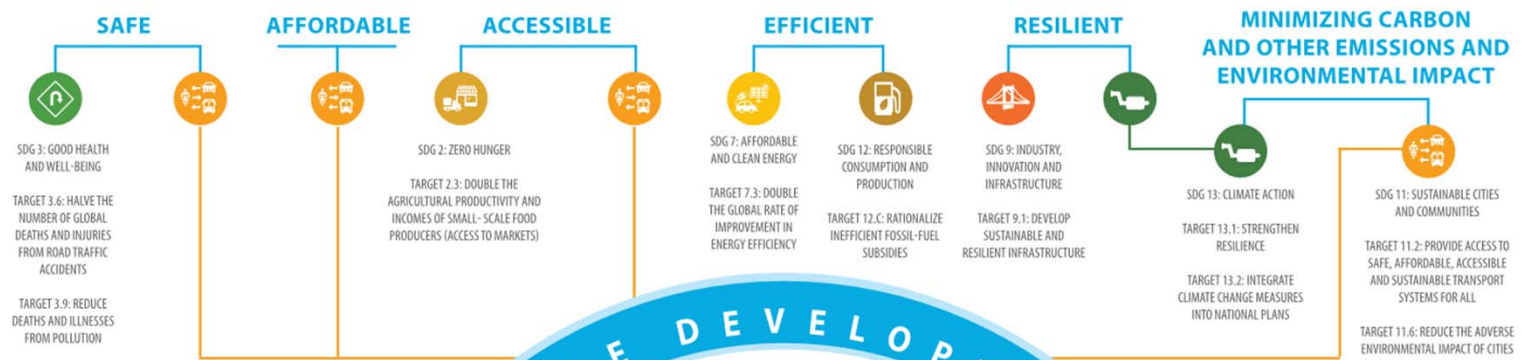 SAFE
AFFORDABLE
ACCESSIBLE
EFFICIENT
RESILIENT
MINIMIZING CARBON
AND OTHER EMISSIONS AND
ENVIRONMENTAL IMPACT
SDG 3: GOOD HEALTH
AND WELL-BEING
TARGET 3.6: HALVE THE
NUMBER OF GLOBAL
DEATHS AND INJURIES
FROM ROAD TRAFFIC
ACCIDENTS
TARGET 3.9: REDUCE
DEATHS AND ILLNESSES
FROM POLLUTION
SDG 2: ZERO HUNGER
TARGET 2.3: DOUBLE THE
AGRICULTURAL PRODUCTIVITY AND
INCOMES OF SMALL- SCALE FOOD
PRODUCERS (ACCESS TO MARKETS)
SDG 7: AFFORDABLE
AND CLEAN ENERGY
TARGET 7.3: DOUBLE
THE GLOBAL RATE OF
IMPROVEMENT IN
ENERGY EFFICIENCY
SDG 12: RESPONSIBLE
CONSUMPTION AND
PRODUCTION
TARGET 12.C: RATIONALIZE
INEFFICIENT FOSSIL-FUEL
SUBSIDIES
SDG 9: INDUSTRY,
INNOVATION AND
INFRASTRUCTURE
TARGET 9.1: DEVELOP
SUSTAINABLE AND
RESILIENT INFRASTRUCTURE
SDG 13: CLIMATE ACTION
TARGET 13.1: STRENGTHEN
RESILIENCE
TARGET 13.2: INTEGRATE
CLIMATE CHANGE MEASURES
INTO NATIONAL PLANS
SDG 11: SUSTAINABLE CITIES
AND COMMUNITIES
TARGET 11.2: PROVIDE ACCESS TO
SAFE, AFFORDABLE, ACCESSIBLE
AND SUSTAINABLE TRANSPORT
SYSTEMS FOR ALL
TARGET 11.6: REDUCE THE ADVERSE
ENVIRONMENTAL IMPACT OF CITIES
E DEVELOP